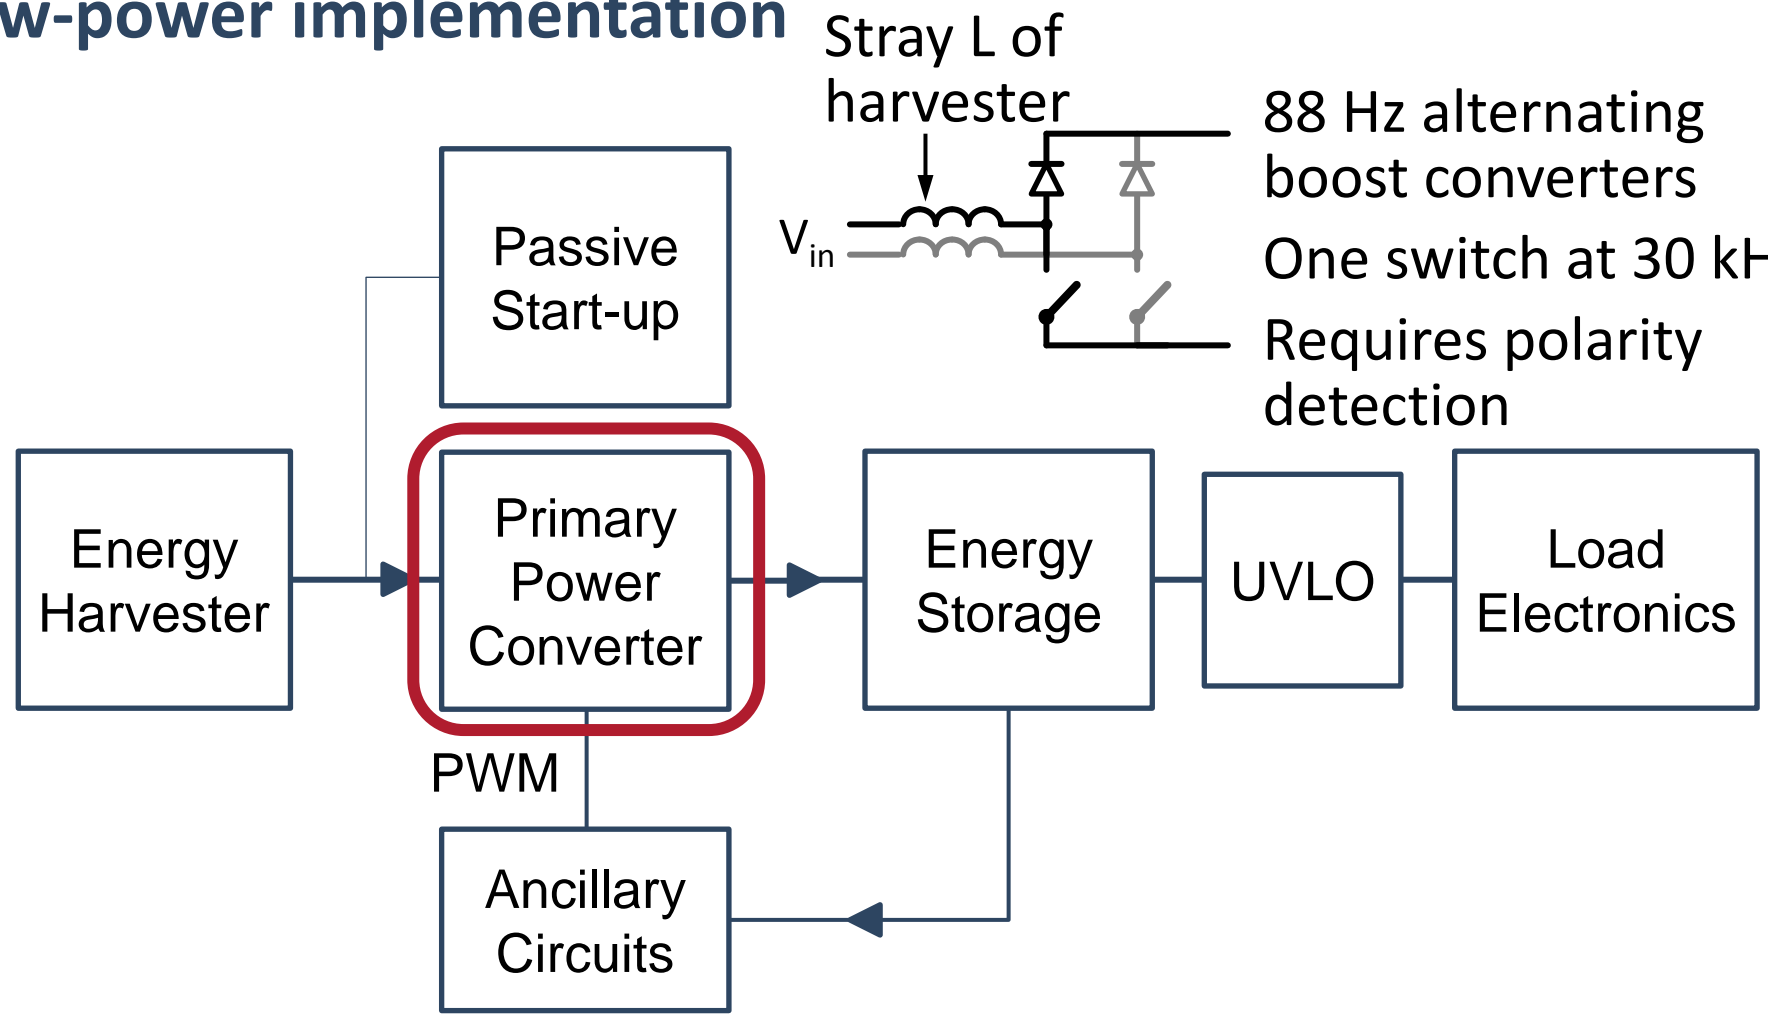 w-power implementation
Stray L of
harvester
88 Hz alternating
boost converters
One switch at 30 kH
Requires polarity
detection
V_in
Passive
Start-up
Energy
Harvester
Primary
Power
Converter
Energy
Storage
UVLO
Load
Electronics
PWM
Ancillary
Circuits